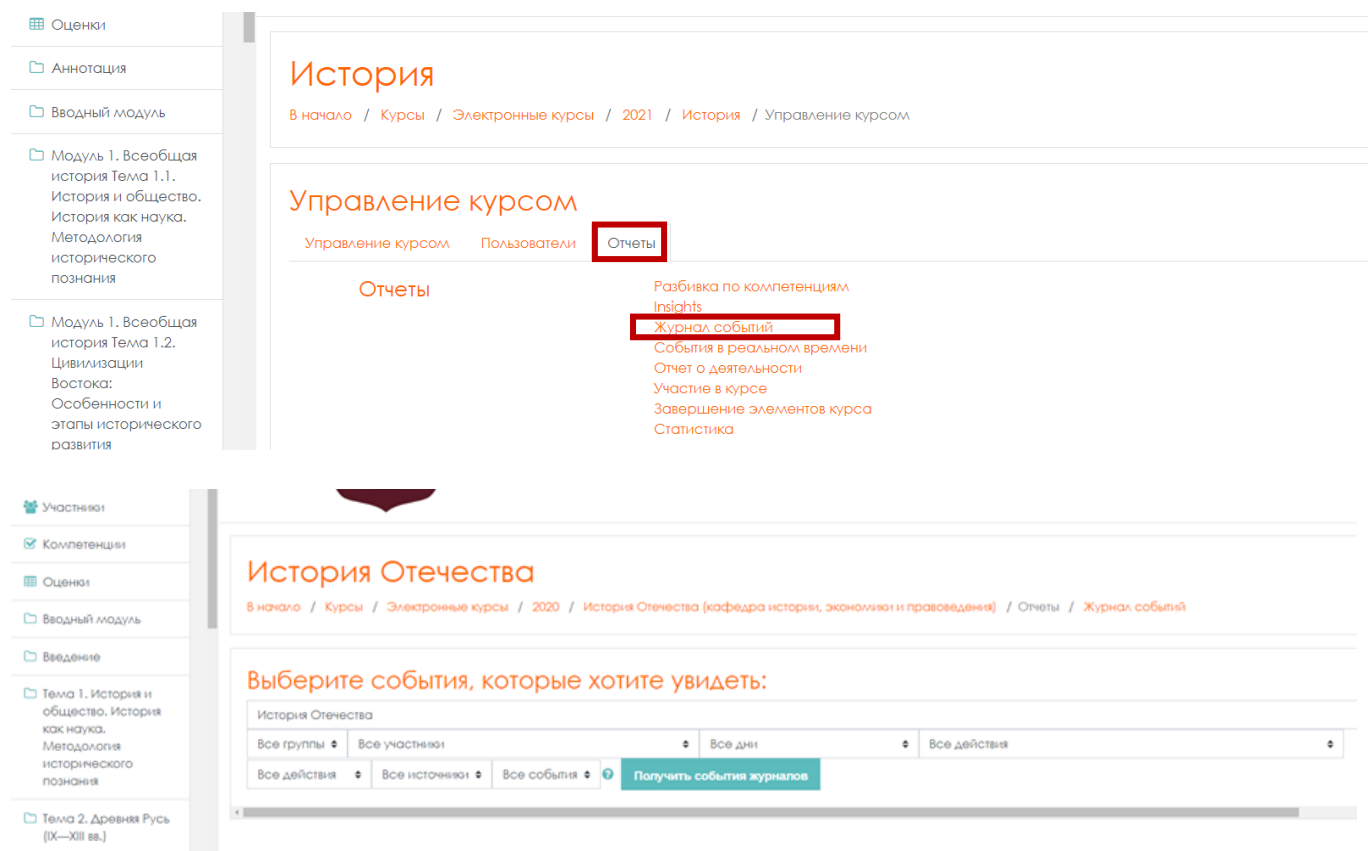 Оценки
Аннотация
Вводный модуль
Модуль 1. Всеобщая
история Тема 1.1.
История и общество.
История как наука.
Методология
исторического
познания
Модуль 1. Всеобщая
история Тема 1.2.
Цивилизации
Востока:
Особенности и
этапы исторического
развития
История
В начало / Курсы / Электронные курсы / 2021 / История / Управление курсом
Управление курсом
Управление курсом Пользователи Отчеты
Отчеты
Разбивка по компетенциям
Insights
Журнал событий
События в реальном времени
Отчет о деятельности
Участие в курсе
Завершение элементов курса
Статистика
Участники
Компетенции
Оценки
Вводный модуль
Введение
Тема 1. История и
общество. История
как наука.
Методология
исторического
познания
Тема 2. Древняя Русь
(IX—XIII вв.)
История Отечества
В начало / Курсы / Электронные курсы / 2020 / История Отечества (кафедра истории, экономики и правоведения) / Отчеты / Журнал событий
Выберите события, которые хотите увидеть:
История Отечества
Все группы Все участники Все дни Все действия
Все действия Все источники Все события ? Получить события журналов